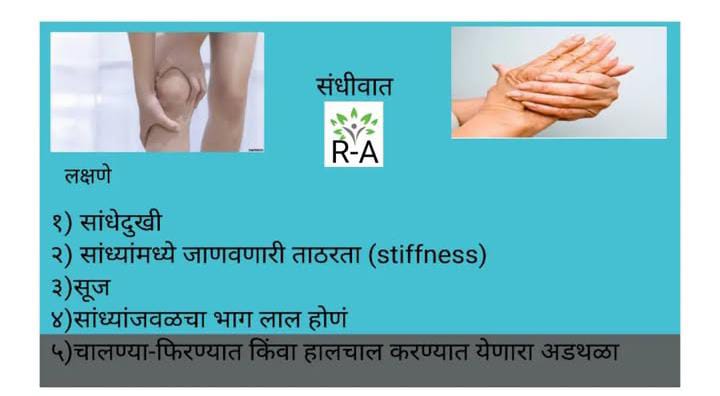 संधीवात
R-A
लक्षणे
१) सांधेदुखी
२) सांध्यांमध्ये जाणवणारी ताठरता (stiffness)
३)सूज
४)सांध्यांजवळचा भाग लाल होणं
५)चालण्या-फिरण्यात किंवा हालचाल करण्यात येणारा अडथळा